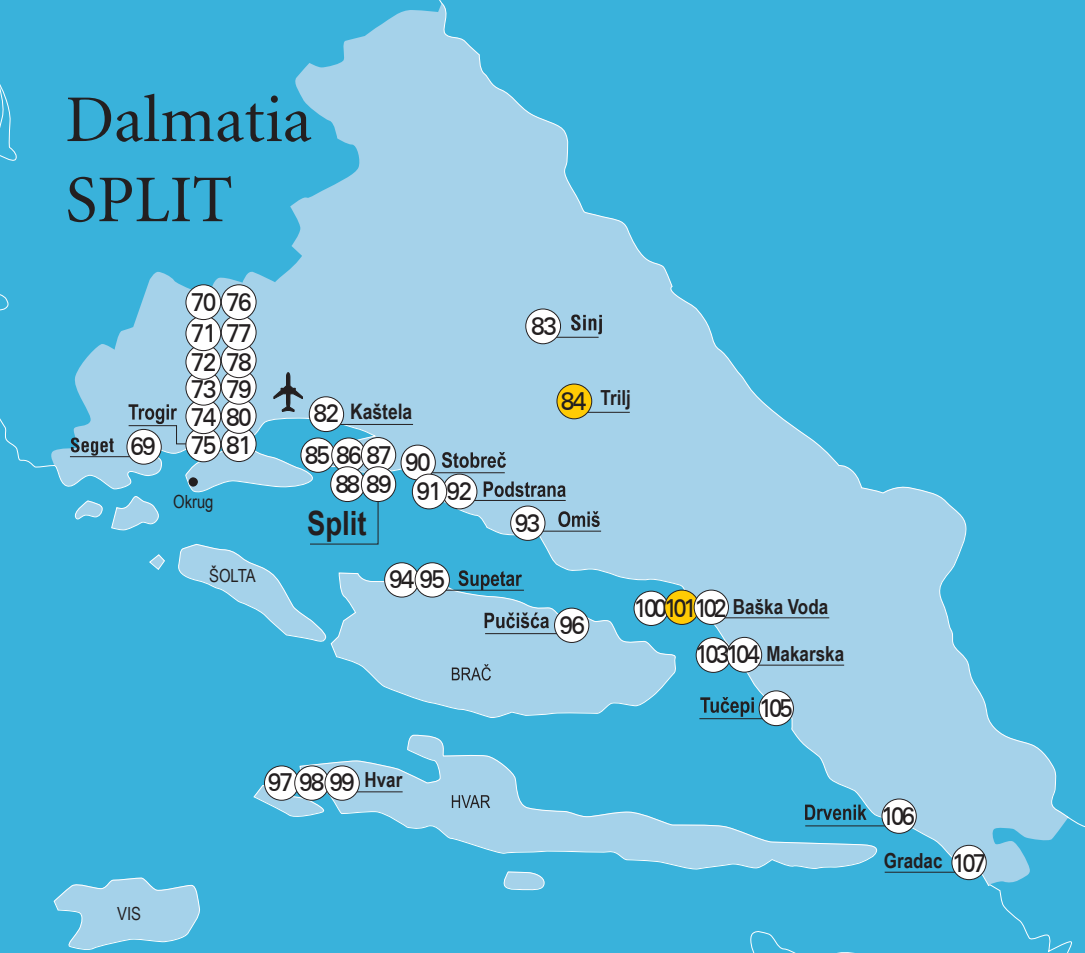 Dalmatia
SPLIT
70 76
71 77
72 78
73 79
74 80
75 81
Trogir
Seget 69
Okrug
82 Kaštela
83 Sinj
84 Trilj
85 86 87
88 89
Split
90 Stobreč
91 92 Podstrana
93 Omiš
ŠOLTA
94 95 Supetar
Pučišća 96
BRAČ
100 101 102 Baška Voda
103 104 Makarska
Tučepi 105
97 98 99 Hvar
HVAR
Drvenik 106
Gradac 107
VIS